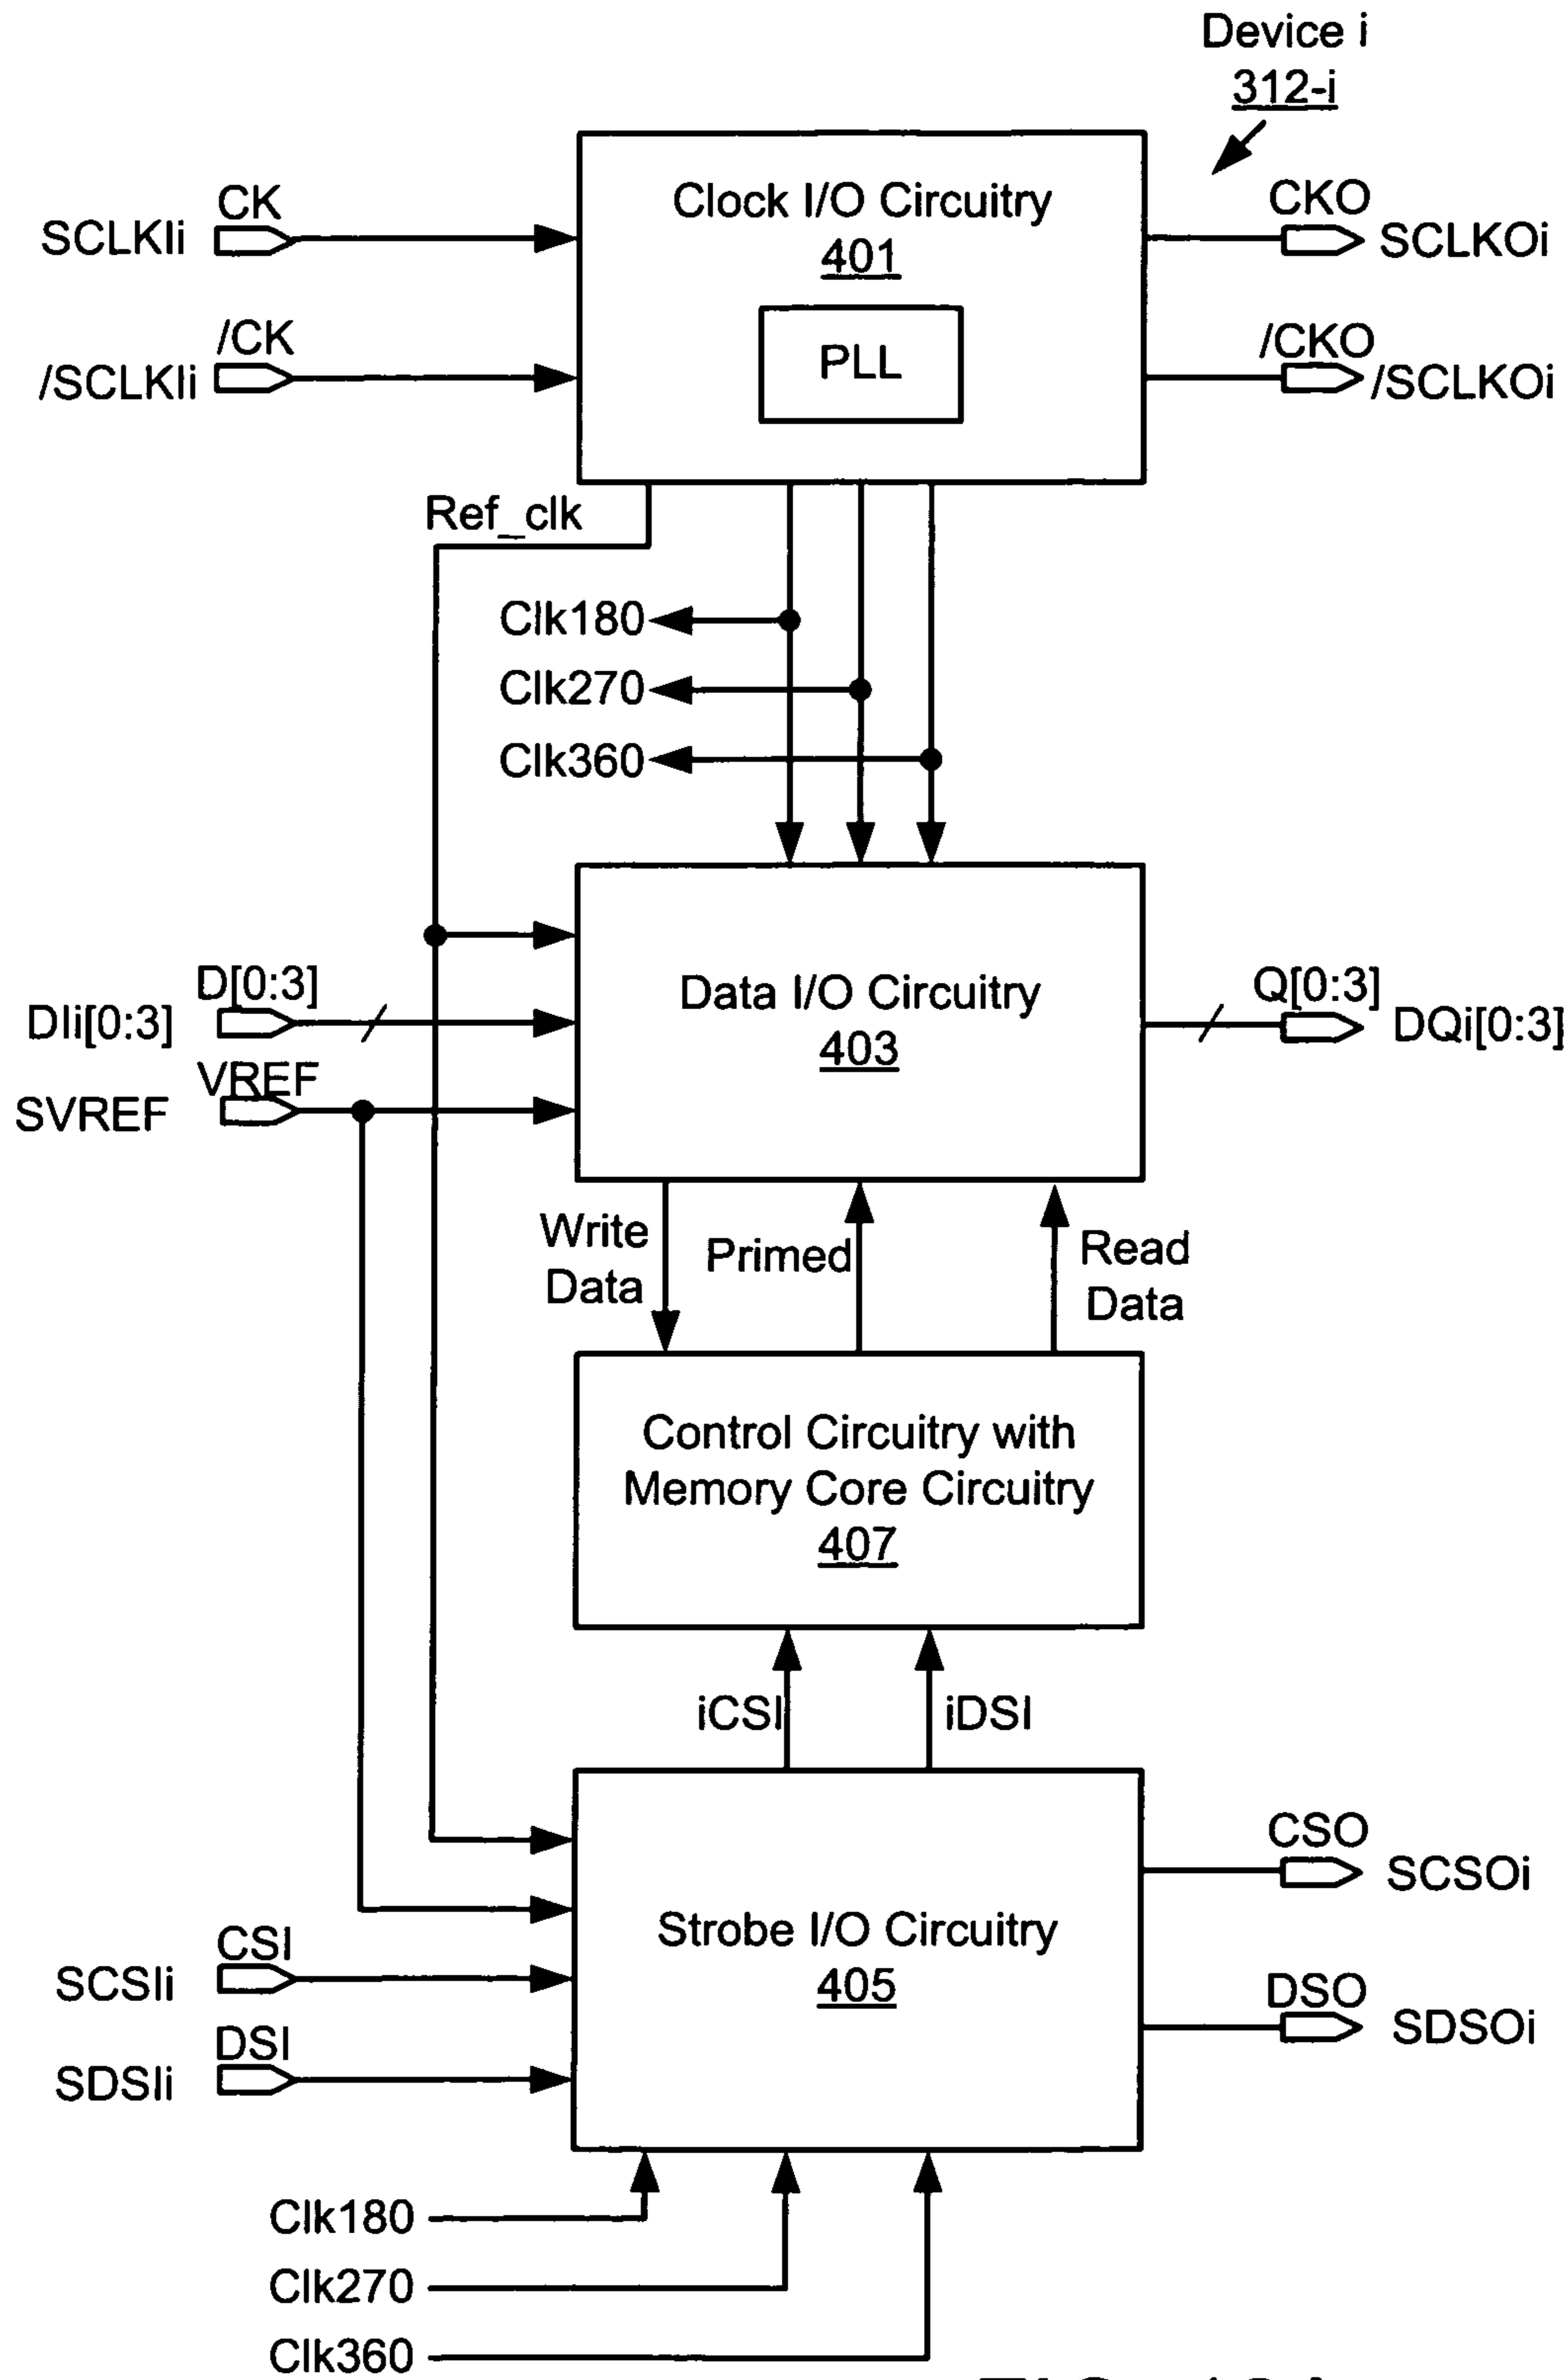 Device i
312-i
CK
SCLKIi
Clock I/O Circuitry
401
CKO
SCLKOi
/CK
/SCLKIi
PLL
/CKO
/SCLKOi
Ref_clk
Clk180
Clk270
Clk360
D[0:3]
DIi[0:3]
Data I/O Circuitry
403
Q[0:3]
DQi[0:3]
VREF
SVREF
Write
Data
Primed
Read
Data
Control Circuitry with
Memory Core Circuitry
407
iCSI
iDSI
CSO
SCSOi
Strobe I/O Circuitry
405
CSI
SCSIi
DSO
SDSOi
DSI
SDSIi
Clk180
Clk270
Clk360